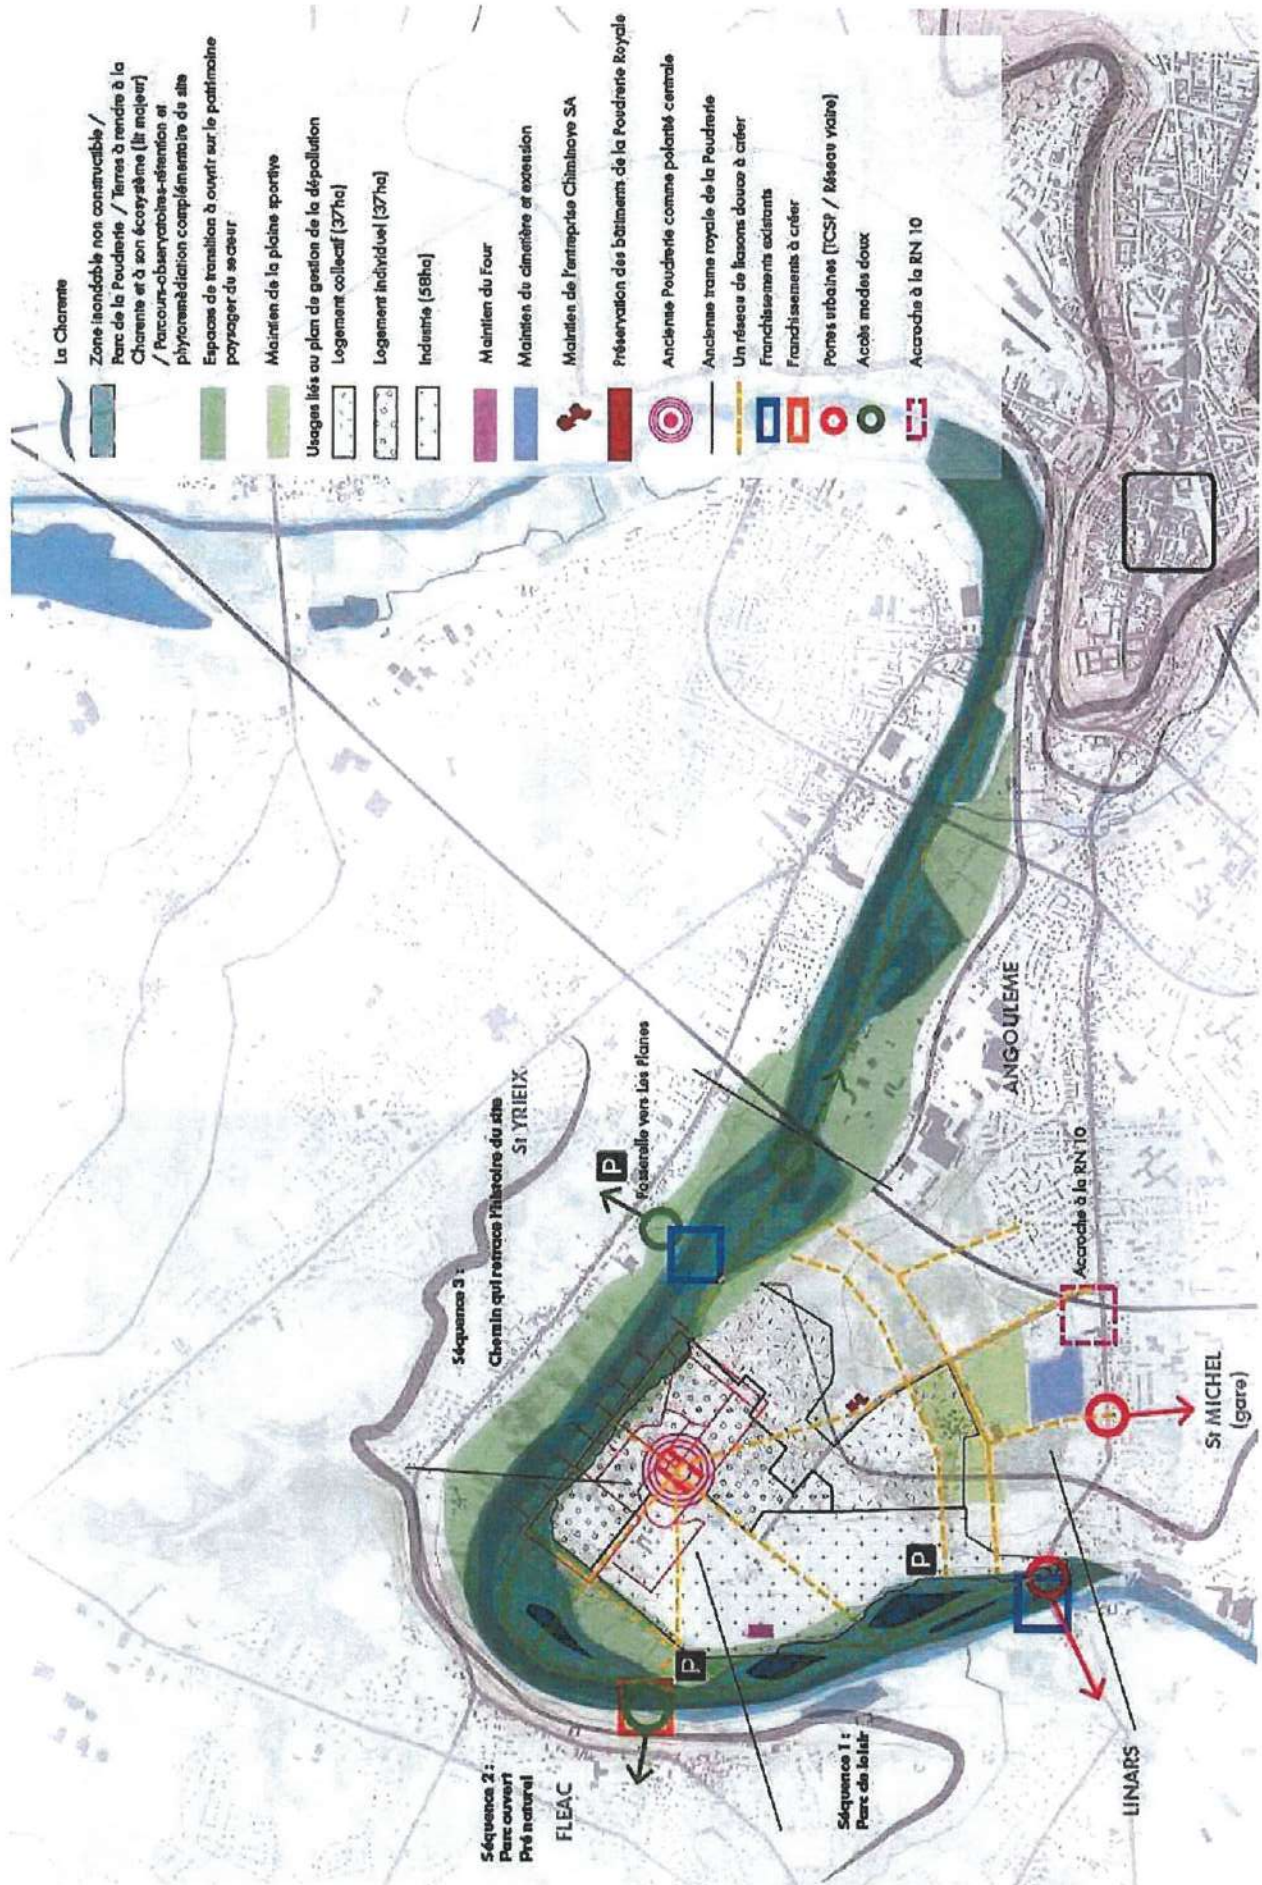 La Charente
Zone inondable non constructible /
Parc de la Poudrerie / Terres à rendre à la
Charente et à son écosystème (lit majeur)
/ Parcours-observatoires-rétention et
phytoremédiation complémentaire de site
Espaces de transition à ouvrir sur le patrimoine
paysager du secteur
Maintien de la plaine sportive
Usages liés au plan de gestion de la dépollution
Logement collectif (37ha)
Logement individuel (37ha)
Industrie (58ha)
Maintien du Four
Maintien du cimetière et extension
Maintien de l'entreprise Chiminove SA
Préservation des bâtiments de la Poudrerie Royale
Ancienne Poudrerie comme polarité centrale
Ancienne trame royale de la Poudrerie
Un réseau de liaisons douce à créer
Franchissements existants
Franchissements à créer
Portes urbaines (TCSP / Réseau viaire)
Accès modes doux
Accroche à la RN 10
Séquence 3 :
Chemin qui retrace l'histoire du site
St YRIEIX
P
Passerelle vers Les Planes
ANGOULEME
Accroche à la RN 10
St MICHEL
(gare)
P
P
Séquence 2 :
Parc ouvert
Pré naturel
FLEAC
Séquence 1 :
Parc de loisir
LINARS